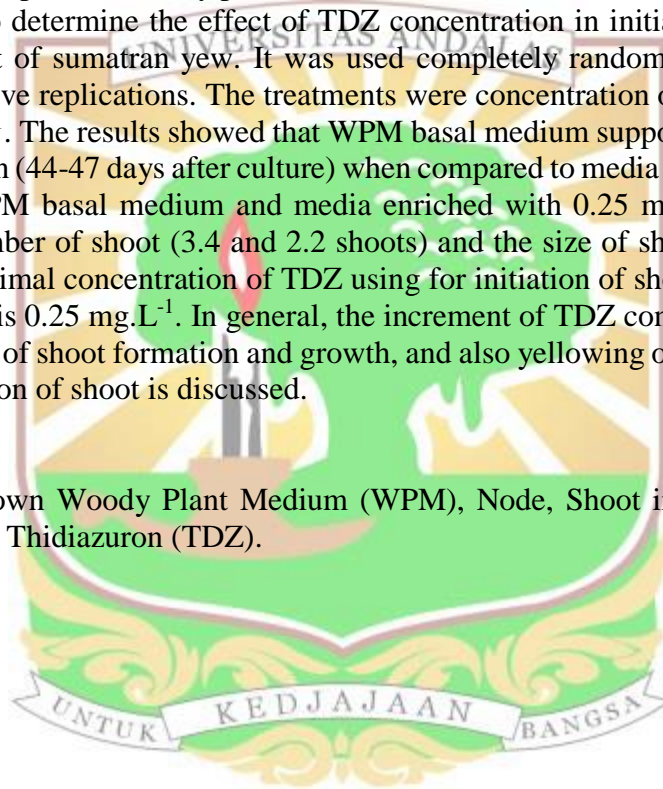 o determine the effect of TDZ concentration in initia
UNIVERSITAS ANDALAS
t of sumatran yew. It was used completely random
ve replications. The treatments were concentration o
. The results showed that WPM basal medium suppo
n (44-47 days after culture) when compared to media
PM basal medium and media enriched with 0.25 m
nber of shoot (3.4 and 2.2 shoots) and the size of sh
imal concentration of TDZ using for initiation of sho
is 0.25 mg.L⁻¹. In general, the increment of TDZ con
of shoot formation and growth, and also yellowing o
on of shoot is discussed.
own Woody Plant Medium (WPM), Node, Shoot i
Thidiazuron (TDZ).
UNTUK KEDJAJAAN BANGSA